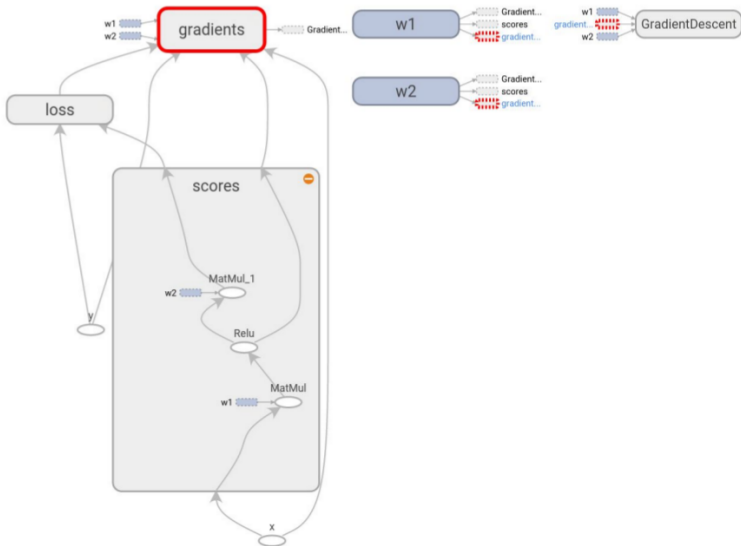 w1
w2
gradients
Gradient...
w1
Gradient...
scores
gradient...
w1
gradient...
w2
GradientDescent
w2
Gradient...
scores
gradient...
loss
scores
MatMul_1
w2
y
Relu
MatMul
w1
x